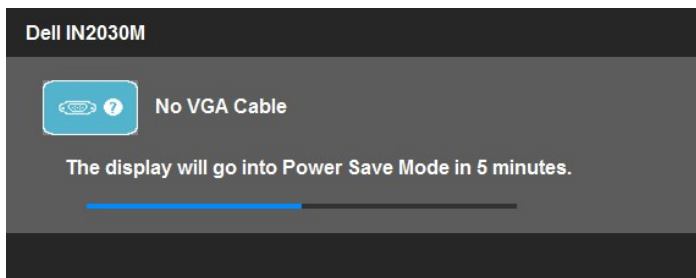 Dell IN2030M
No VGA Cable
The display will go into Power Save Mode in 5 minutes.